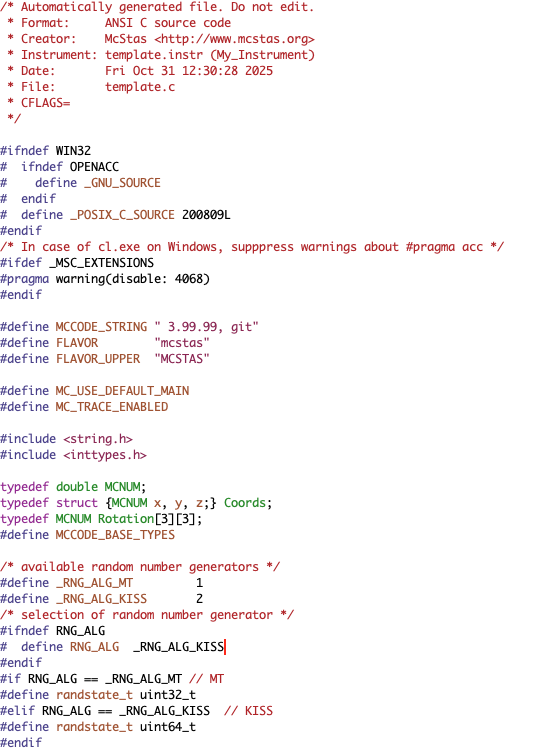 /* Automatically generated file. Do not edit.
 * Format:     ANSI C source code
 * Creator:    McStas <http://www.mcstas.org>
 * Instrument: template.instr (My_Instrument)
 * Date:       Fri Oct 31 12:30:28 2025
 * File:       template.c
 * CFLAGS=
 */

#ifndef WIN32
#  ifndef OPENACC
#    define _GNU_SOURCE
#  endif
#  define _POSIX_C_SOURCE 200809L
#endif
/* In case of cl.exe on Windows, supppress warnings about #pragma acc */
#ifdef _MSC_EXTENSIONS
#pragma warning(disable: 4068)
#endif

#define MCCODE_STRING " 3.99.99, git"
#define FLAVOR        "mcstas"
#define FLAVOR_UPPER  "MCSTAS"

#define MC_USE_DEFAULT_MAIN
#define MC_TRACE_ENABLED

#include <string.h>
#include <inttypes.h>

typedef double MCNUM;
typedef struct {MCNUM x, y, z;} Coords;
typedef MCNUM Rotation[3][3];
#define MCCODE_BASE_TYPES

/* available random number generators */
#define _RNG_ALG_MT         1
#define _RNG_ALG_KISS       2
/* selection of random number generator */
#ifndef RNG_ALG
#  define RNG_ALG  _RNG_ALG_KISS
#endif
#if RNG_ALG == _RNG_ALG_MT // MT
#define randstate_t uint32_t
#elif RNG_ALG == _RNG_ALG_KISS  // KISS
#define randstate_t uint64_t
#endif